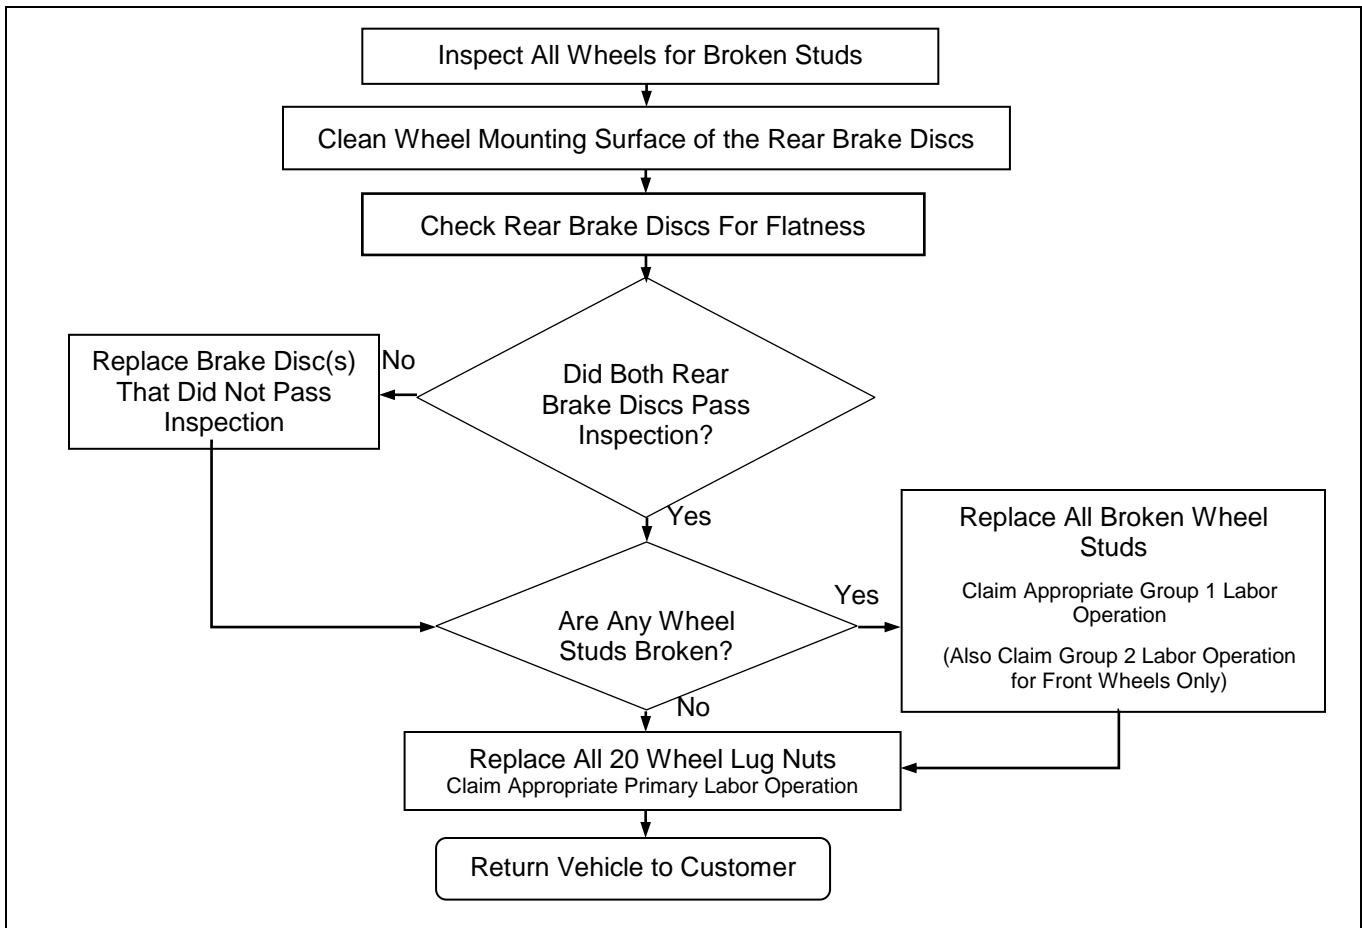 Inspect All Wheels for Broken Studs
Clean Wheel Mounting Surface of the Rear Brake Discs
Check Rear Brake Discs For Flatness
Did Both Rear
Brake Discs Pass
Inspection?
No
Replace Brake Disc(s)
That Did Not Pass
Inspection
Yes
Are Any Wheel
Studs Broken?
Yes
Replace All Broken Wheel
Studs
Claim Appropriate Group 1 Labor
Operation
(Also Claim Group 2 Labor Operation
for Front Wheels Only)
No
Replace All 20 Wheel Lug Nuts
Claim Appropriate Primary Labor Operation
Return Vehicle to Customer